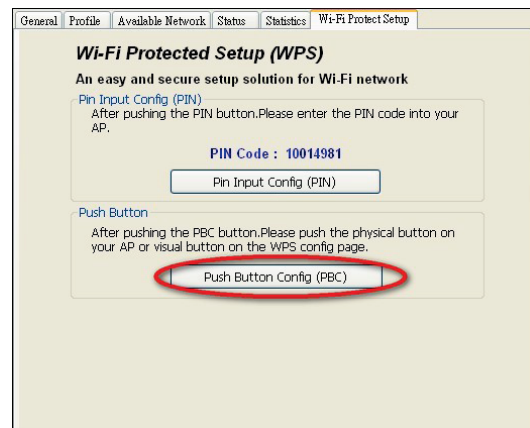 General Profile Available Network Status Statistics Wi-Fi Protect Setup
Wi-Fi Protected Setup (WPS)
An easy and secure setup solution for Wi-Fi network
Pin Input Config (PIN)
After pushing the PIN button.Please enter the PIN code into your
AP.
PIN Code : 10014981
Pin Input Config (PIN)
Push Button
After pushing the PBC button.Please push the physical button on
your AP or visual button on the WPS config page.
Push Button Config (PBC)